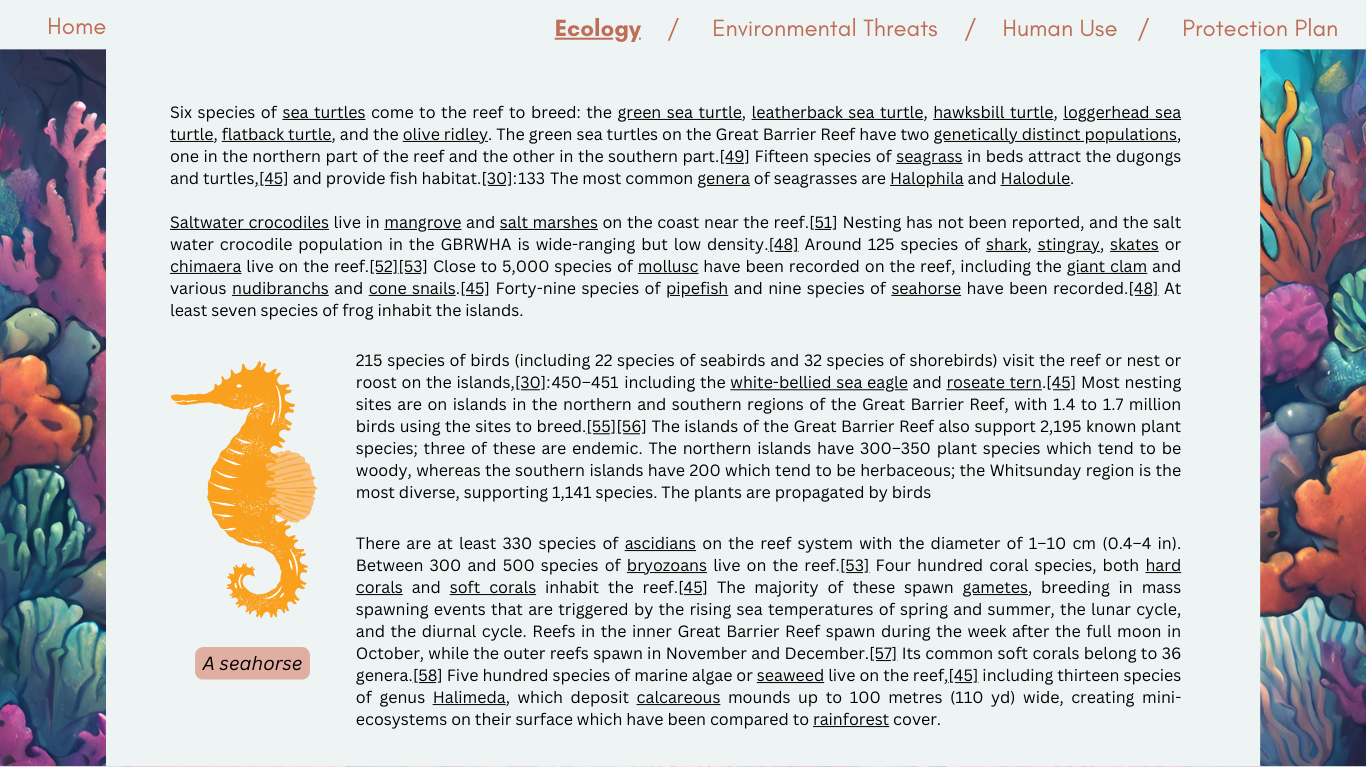 Home
Ecology / Environmental Threats / Human Use / Protection Plan
Six species of sea turtles come to the reef to breed: the green sea turtle, leatherback sea turtle, hawksbill turtle, loggerhead sea
turtle, flatback turtle, and the olive ridley. The green sea turtles on the Great Barrier Reef have two genetically distinct populations,
one in the northern part of the reef and the other in the southern part.[49] Fifteen species of seagrass in beds attract the dugongs
and turtles,[45] and provide fish habitat.[30]:133 The most common genera of seagrasses are Halophila and Halodule.
Saltwater crocodiles live in mangrove and salt marshes on the coast near the reef.[51] Nesting has not been reported, and the salt
water crocodile population in the GBRWHA is wide-ranging but low density.[48] Around 125 species of shark, stingray, skates or
chimaera live on the reef.[52][53] Close to 5,000 species of mollusc have been recorded on the reef, including the giant clam and
various nudibranchs and cone snails.[45] Forty-nine species of pipefish and nine species of seahorse have been recorded.[48] At
least seven species of frog inhabit the islands.
215 species of birds (including 22 species of seabirds and 32 species of shorebirds) visit the reef or nest or
roost on the islands,[30]:450–451 including the white-bellied sea eagle and roseate tern.[45] Most nesting
sites are on islands in the northern and southern regions of the Great Barrier Reef, with 1.4 to 1.7 million
birds using the sites to breed.[55][56] The islands of the Great Barrier Reef also support 2,195 known plant
species; three of these are endemic. The northern islands have 300–350 plant species which tend to be
woody, whereas the southern islands have 200 which tend to be herbaceous; the Whitsunday region is the
most diverse, supporting 1,141 species. The plants are propagated by birds
There are at least 330 species of ascidians on the reef system with the diameter of 1–10 cm (0.4–4 in).
Between 300 and 500 species of bryozoans live on the reef.[53] Four hundred coral species, both hard
corals and soft corals inhabit the reef.[45] The majority of these spawn gametes, breeding in mass
spawning events that are triggered by the rising sea temperatures of spring and summer, the lunar cycle,
and the diurnal cycle. Reefs in the inner Great Barrier Reef spawn during the week after the full moon in
October, while the outer reefs spawn in November and December.[57] Its common soft corals belong to 36
genera.[58] Five hundred species of marine algae or seaweed live on the reef,[45] including thirteen species
of genus Halimeda, which deposit calcareous mounds up to 100 metres (110 yd) wide, creating mini-
ecosystems on their surface which have been compared to rainforest cover.
A seahorse